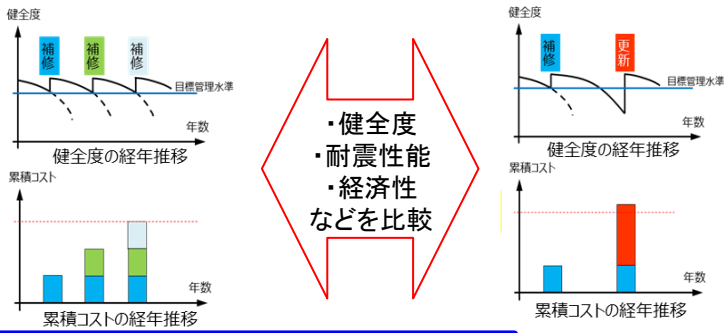 健全度
補修
補修
補修
目標管理水準
年数
健全度の経年推移
累積コスト
年数
累積コストの経年推移
・健全度
・耐震性能
・経済性
などを比較
健全度
補修
更新
目標管理水準
年数
健全度の経年推移
累積コスト
年数
累積コストの経年推移